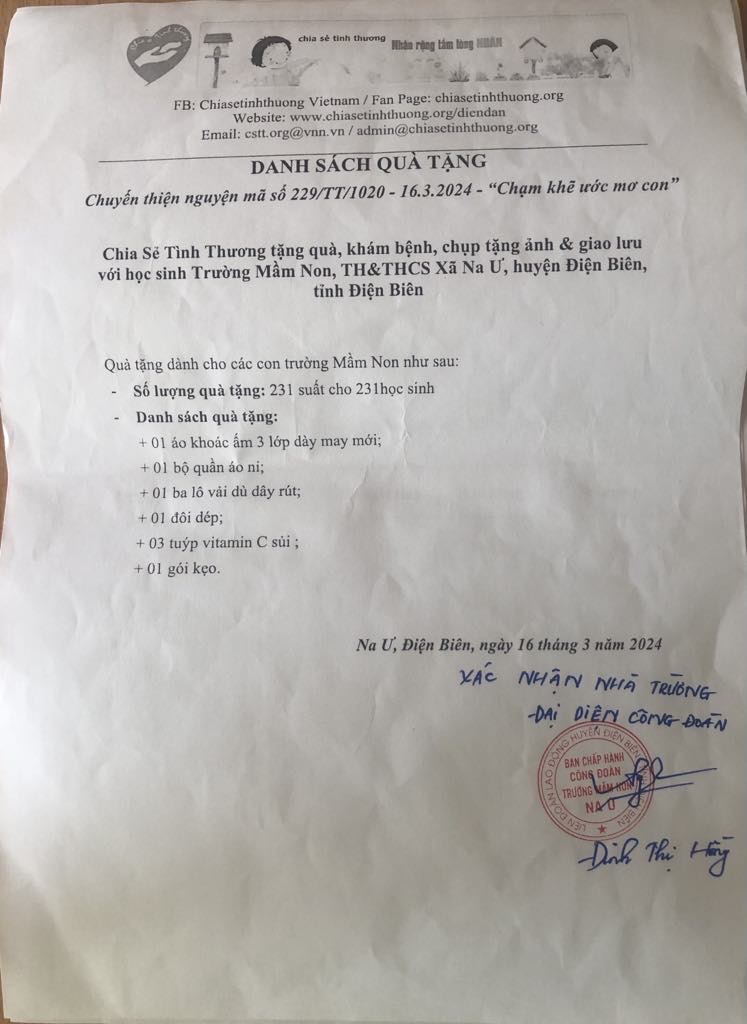 chia sẻ tình thương
Nhân rộng tấm lòng NHÂN
FB: Chiasetinhthuong Vietnam / Fan Page: chiasetinhthuong.org
Website: www.chiasetinhthuong.org/diendan
Email: cstt.org@vnn.vn / admin@chiasetinhthuong.org
DANH SÁCH QUÀ TẶNG
Chuyến thiện nguyện mã số 229/TT/1020 - 16.3.2024 - “Chạm khẽ ước mơ con”
Chia Sẻ Tình Thương tặng quà, khám bệnh, chụp tặng ảnh & giao lưu
với học sinh Trường Mầm Non, TH&THCS Xã Na Ư, huyện Điện Biên,
tỉnh Điện Biên
Quà tặng dành cho các con trường Mầm Non như sau:
- Số lượng quà tặng: 231 suất cho 231học sinh
- Danh sách quà tặng:
+ 01 áo khoác ấm 3 lớp dày may mới;
+ 01 bộ quần áo nỉ;
+ 01 ba lô vải dù dây rút;
+ 01 đôi dép;
+ 03 tuýp vitamin C sủi ;
+ 01 gói kẹo.
Na Ư, Điện Biên, ngày 16 tháng 3 năm 2024
XÁC NHẬN NHÀ TRƯỜNG
ĐẠI DIỆN CÔNG ĐOÀN
LIÊN ĐOÀN LAO ĐỘNG HUYỆN ĐIỆN BIÊN
BAN CHẤP HÀNH
CÔNG ĐOÀN
TRƯỜNG MẦM NON
NA Ư
Đinh Thị Hồng